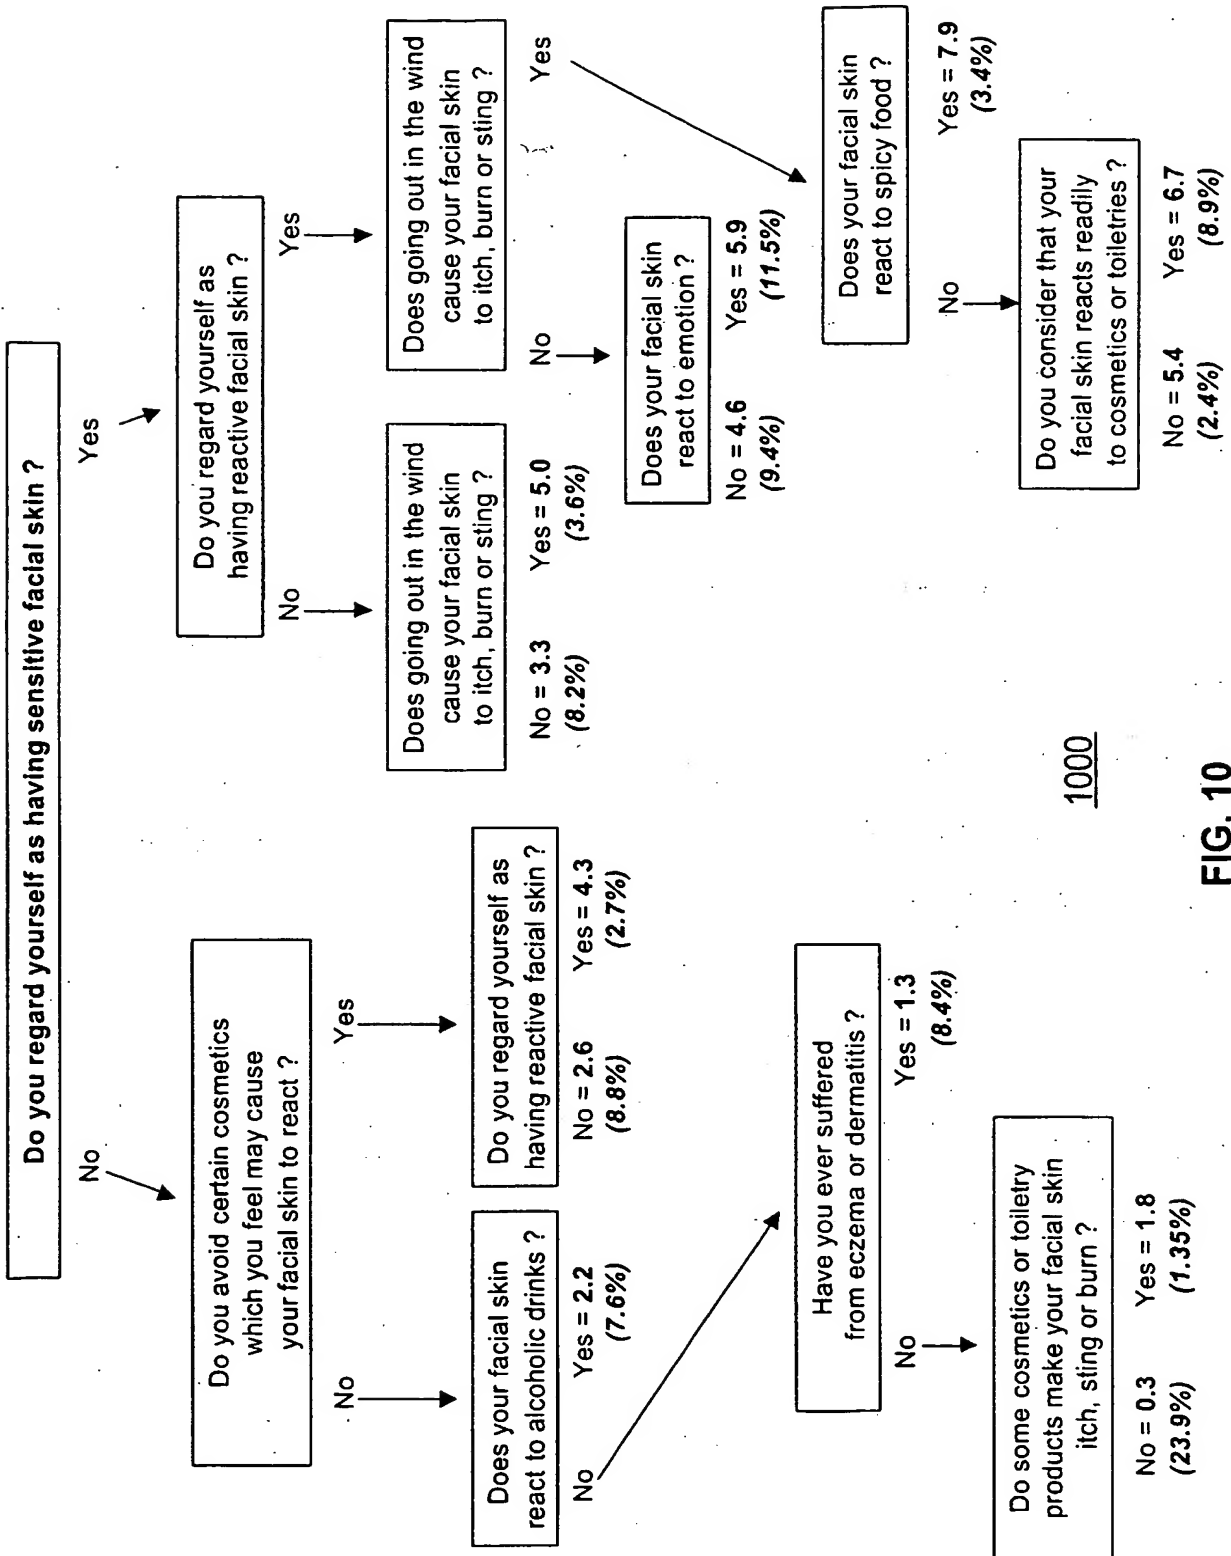 Do you regard yourself as having sensitive facial skin ?
No
Yes
Do you avoid certain cosmetics
which you feel may cause
your facial skin to react ?
Do you regard yourself as
having reactive facial skin ?
No
Yes
No
Yes
Does your facial skin
react to alcoholic drinks ?
Do you regard yourself as
having reactive facial skin ?
Does going out in the wind
cause your facial skin
to itch, burn or sting ?
Does going out in the wind
cause your facial skin
to itch, burn or sting ?
No
Yes = 2.2
(7.6%)
No = 2.6
(8.8%)
Yes = 4.3
(2.7%)
No = 3.3
(8.2%)
Yes = 5.0
(3.6%)
No
Yes
Does your facial skin
react to emotion ?
No = 4.6
(9.4%)
Yes = 5.9
(11.5%)
Have you ever suffered
from eczema or dermatitis ?
Does your facial skin
react to spicy food ?
No
Yes = 1.3
(8.4%)
No
Yes = 7.9
(3.4%)
Do some cosmetics or toiletry
products make your facial skin
itch, sting or burn ?
Do you consider that your
facial skin reacts readily
to cosmetics or toiletries ?
No = 0.3
(23.9%)
Yes = 1.8
(1.35%)
No = 5.4
(2.4%)
Yes = 6.7
(8.9%)
1000
FIG. 10